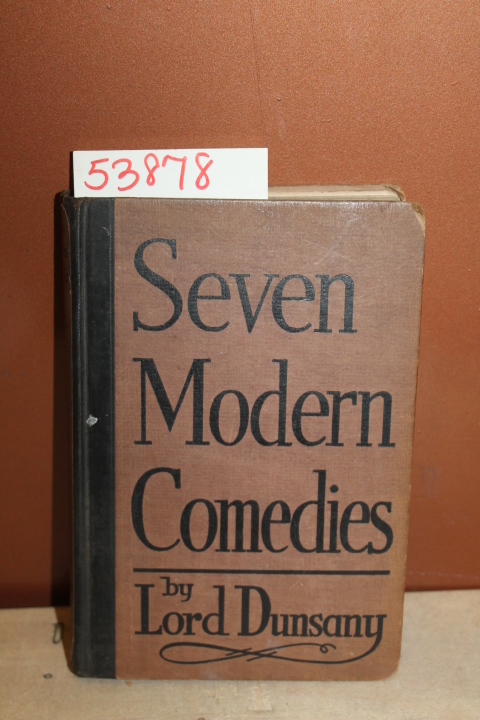 53878
Seven
Modern
Comedies
by
Lord Dunsany